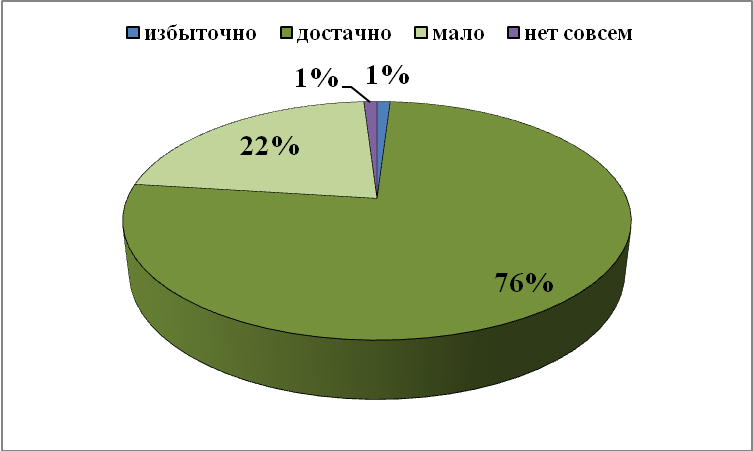 избыточно достачно мало нет совсем
1% 1%
22%
76%